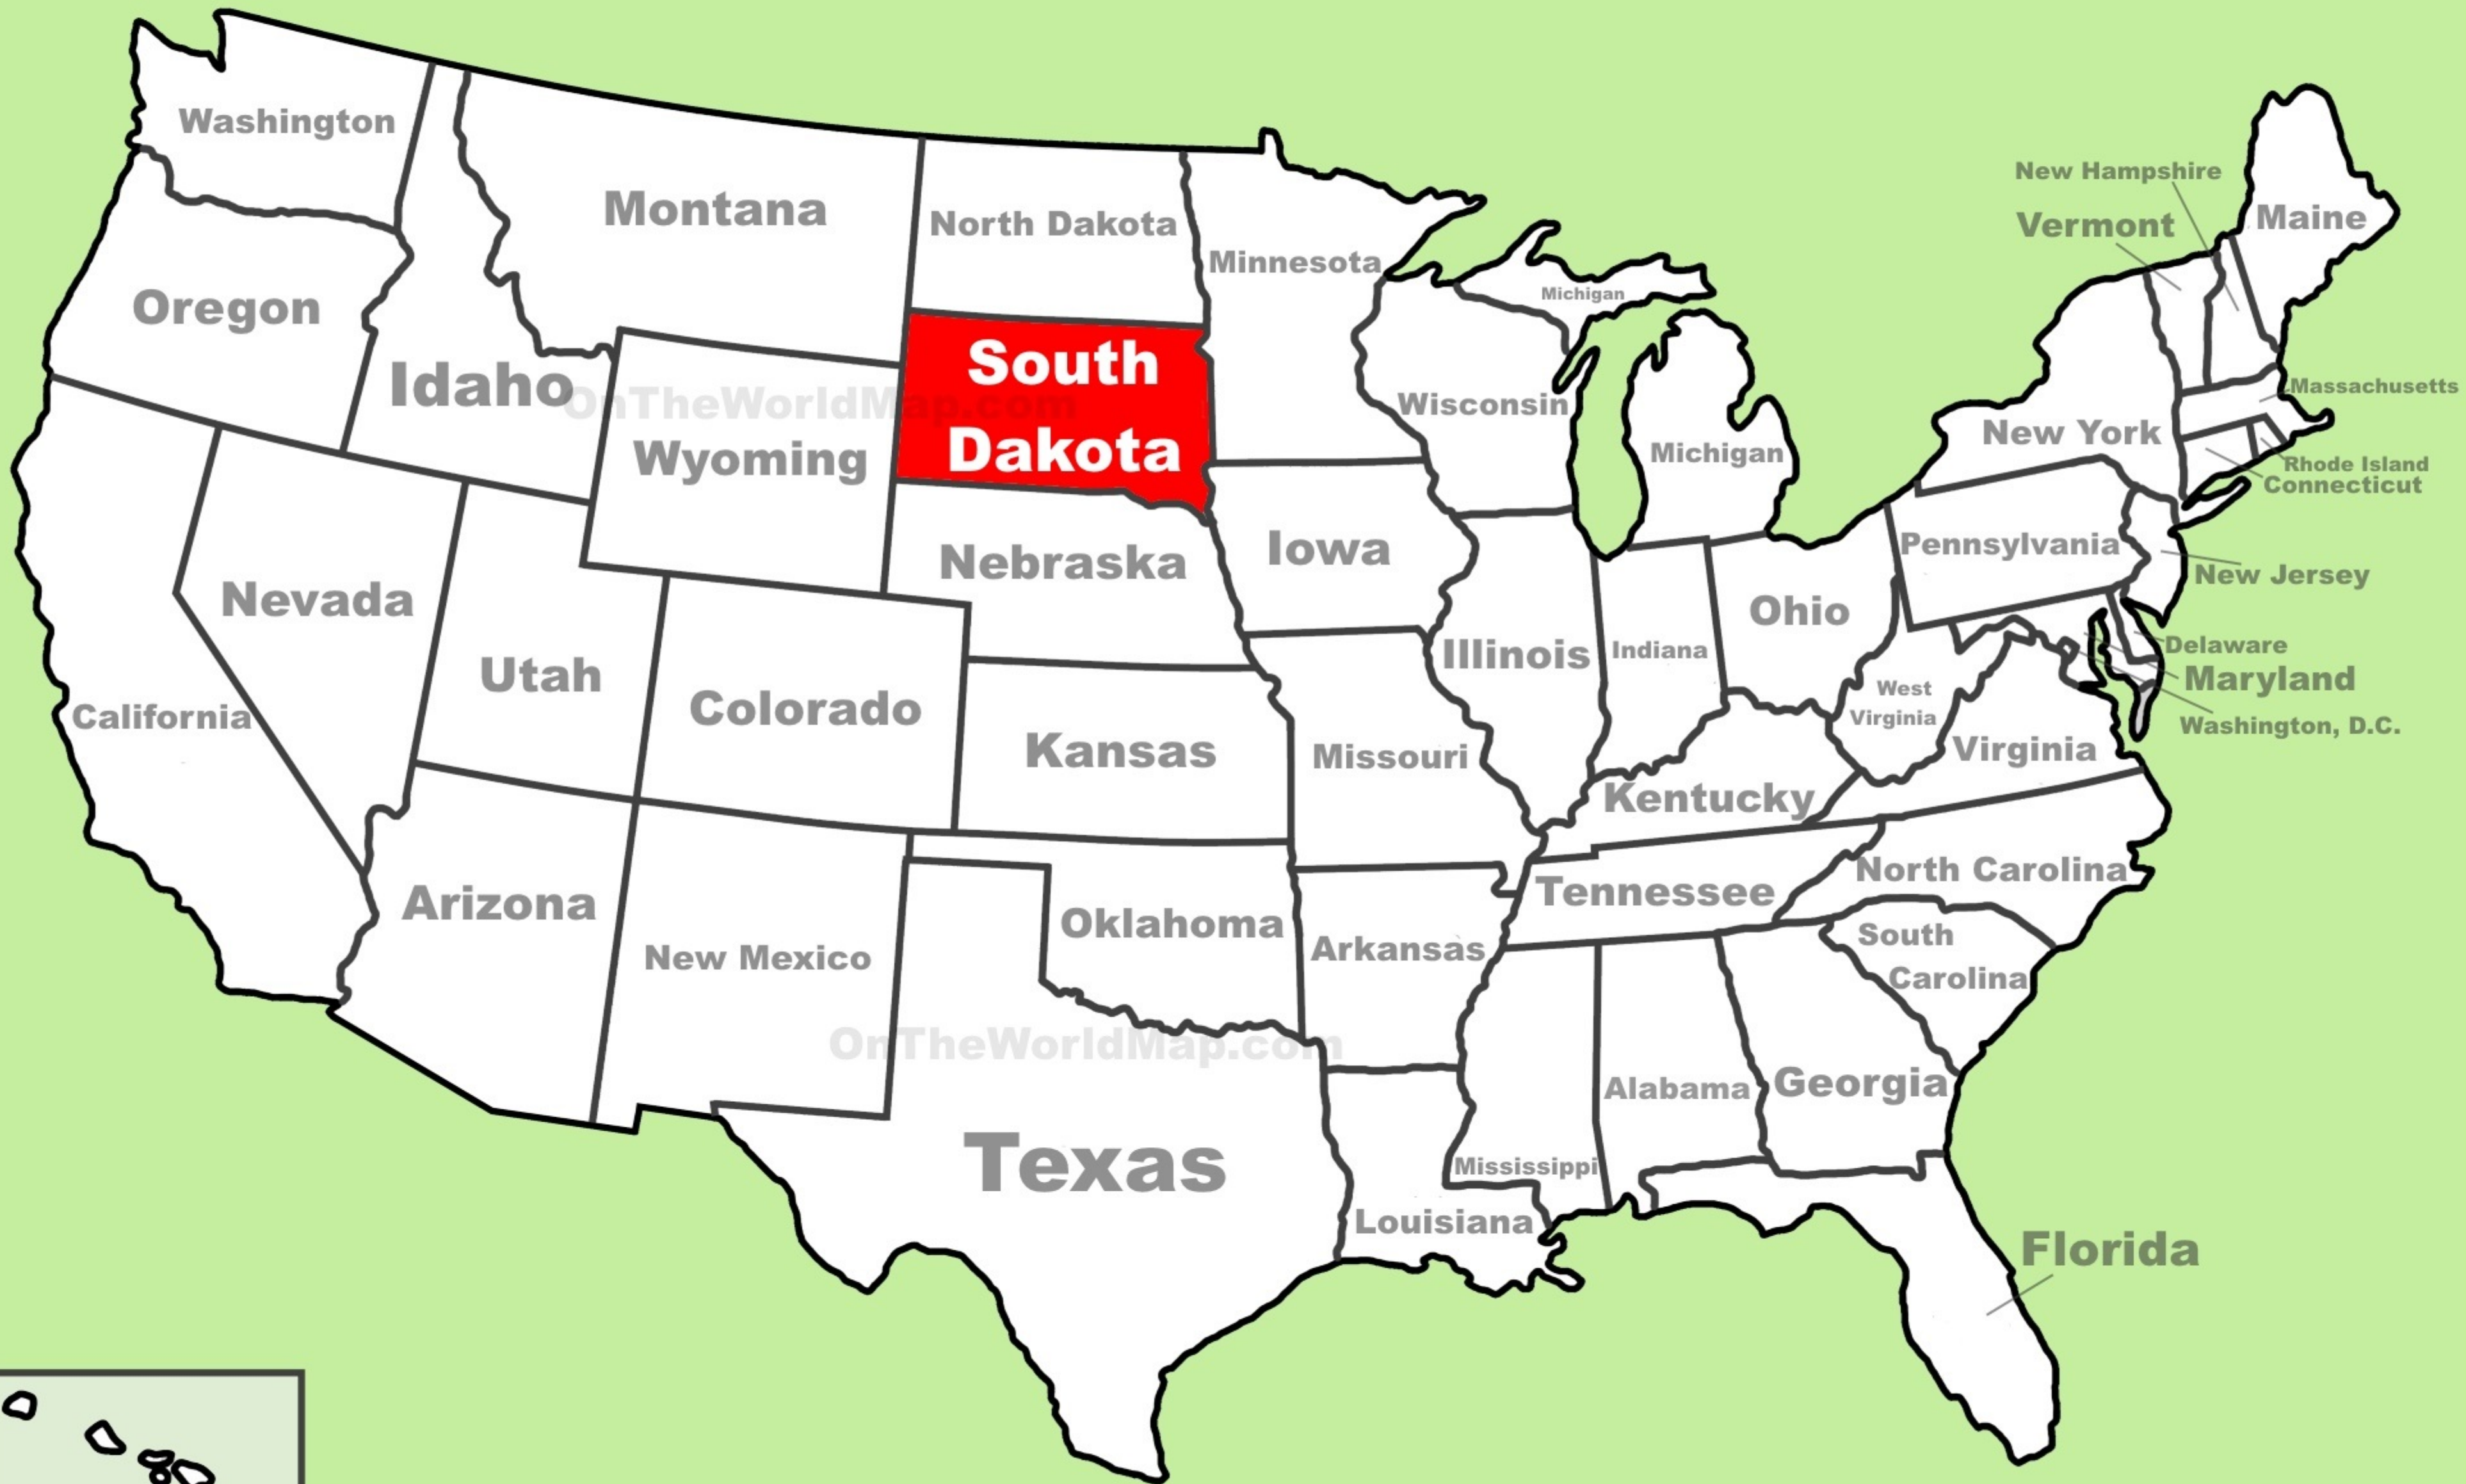 Washington
Montana
North Dakota
Minnesota
New Hampshire
Vermont
Maine
Oregon
Idaho
OnTheWorldMap.com
Wyoming
South
Dakota
Michigan
Wisconsin
Michigan
New York
Massachusetts
Rhode Island
Connecticut
Nevada
Utah
Colorado
Nebraska
Iowa
Illinois
Indiana
Ohio
Pennsylvania
New Jersey
Delaware
Maryland
Washington, D.C.
California
Kansas
Missouri
Kentucky
West
Virginia
Virginia
Arizona
New Mexico
Oklahoma
Arkansas
Tennessee
North Carolina
South
Carolina
OnTheWorldMap.com
Texas
Louisiana
Mississippi
Alabama
Georgia
Florida